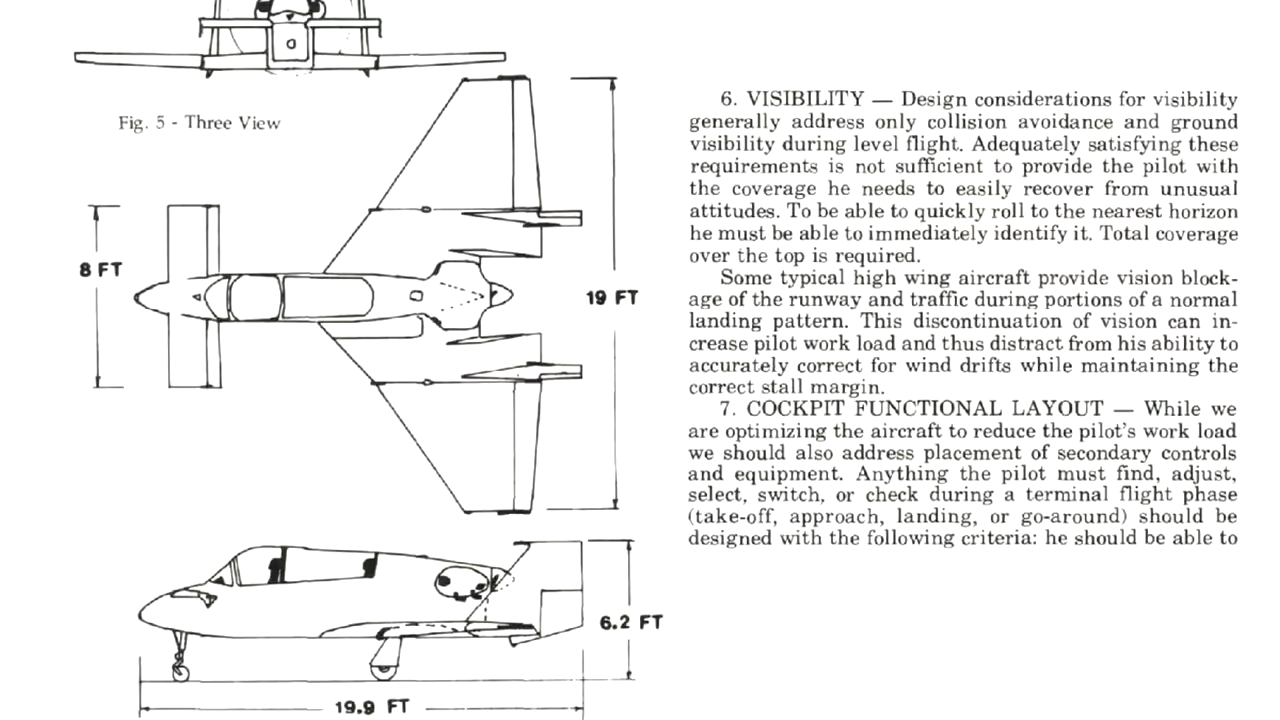 Fig. 5 - Three View
8 FT
19 FT
6.2 FT
19.9 FT
6. VISIBILITY — Design considerations for visibility
generally address only collision avoidance and ground
visibility during level flight. Adequately satisfying these
requirements is not sufficient to provide the pilot with
the coverage he needs to easily recover from unusual
attitudes. To be able to quickly roll to the nearest horizon
he must be able to immediately identify it. Total coverage
over the top is required.
Some typical high wing aircraft provide vision block-
age of the runway and traffic during portions of a normal
landing pattern. This discontinuation of vision can in-
crease pilot work load and thus distract from his ability to
accurately correct for wind drifts while maintaining the
correct stall margin.
7. COCKPIT FUNCTIONAL LAYOUT — While we
are optimizing the aircraft to reduce the pilot's work load
we should also address placement of secondary controls
and equipment. Anything the pilot must find, adjust,
select, switch, or check during a terminal flight phase
(take-off, approach, landing, or go-around) should be
designed with the following criteria: he should be able to